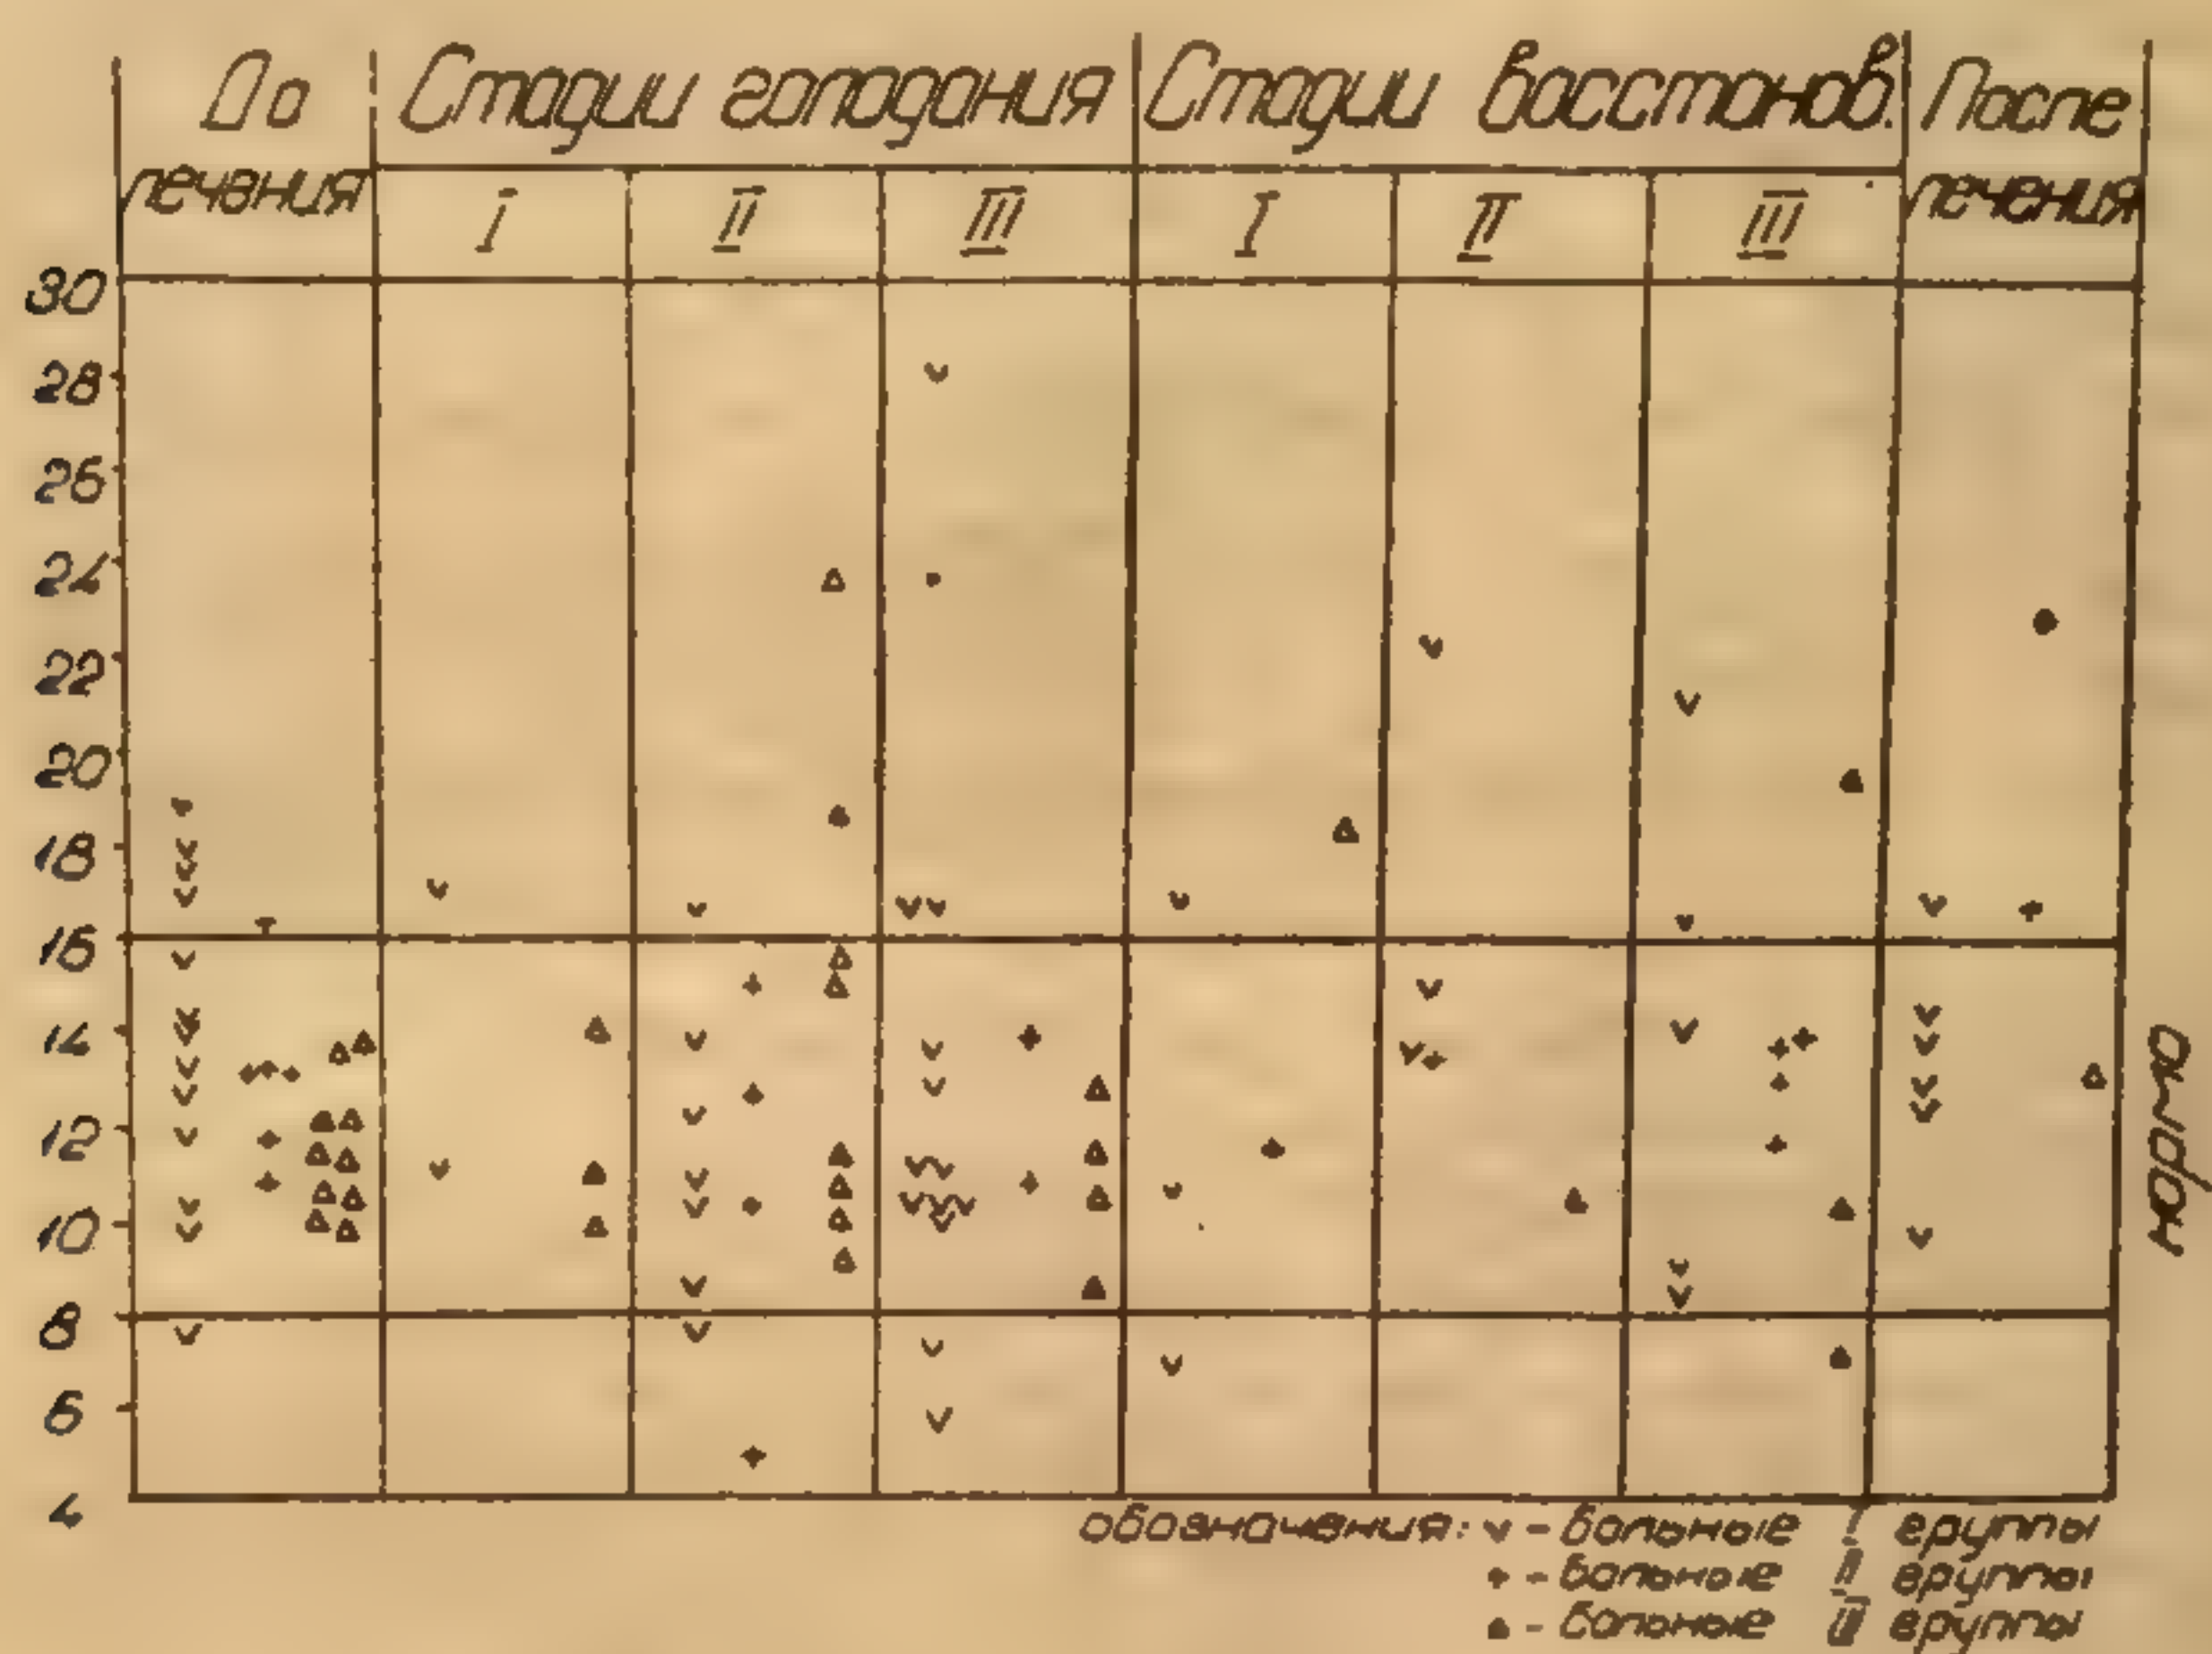 До
лечения
Стадии голодания
Стадии восстанов.
После
лечения
I II III I II III
30
28
26
24
22
20
18
16
14
12
10
8
6
4
норма
обозначения: v - больные I группы
+ - больные II группы
▲ - больные III группы